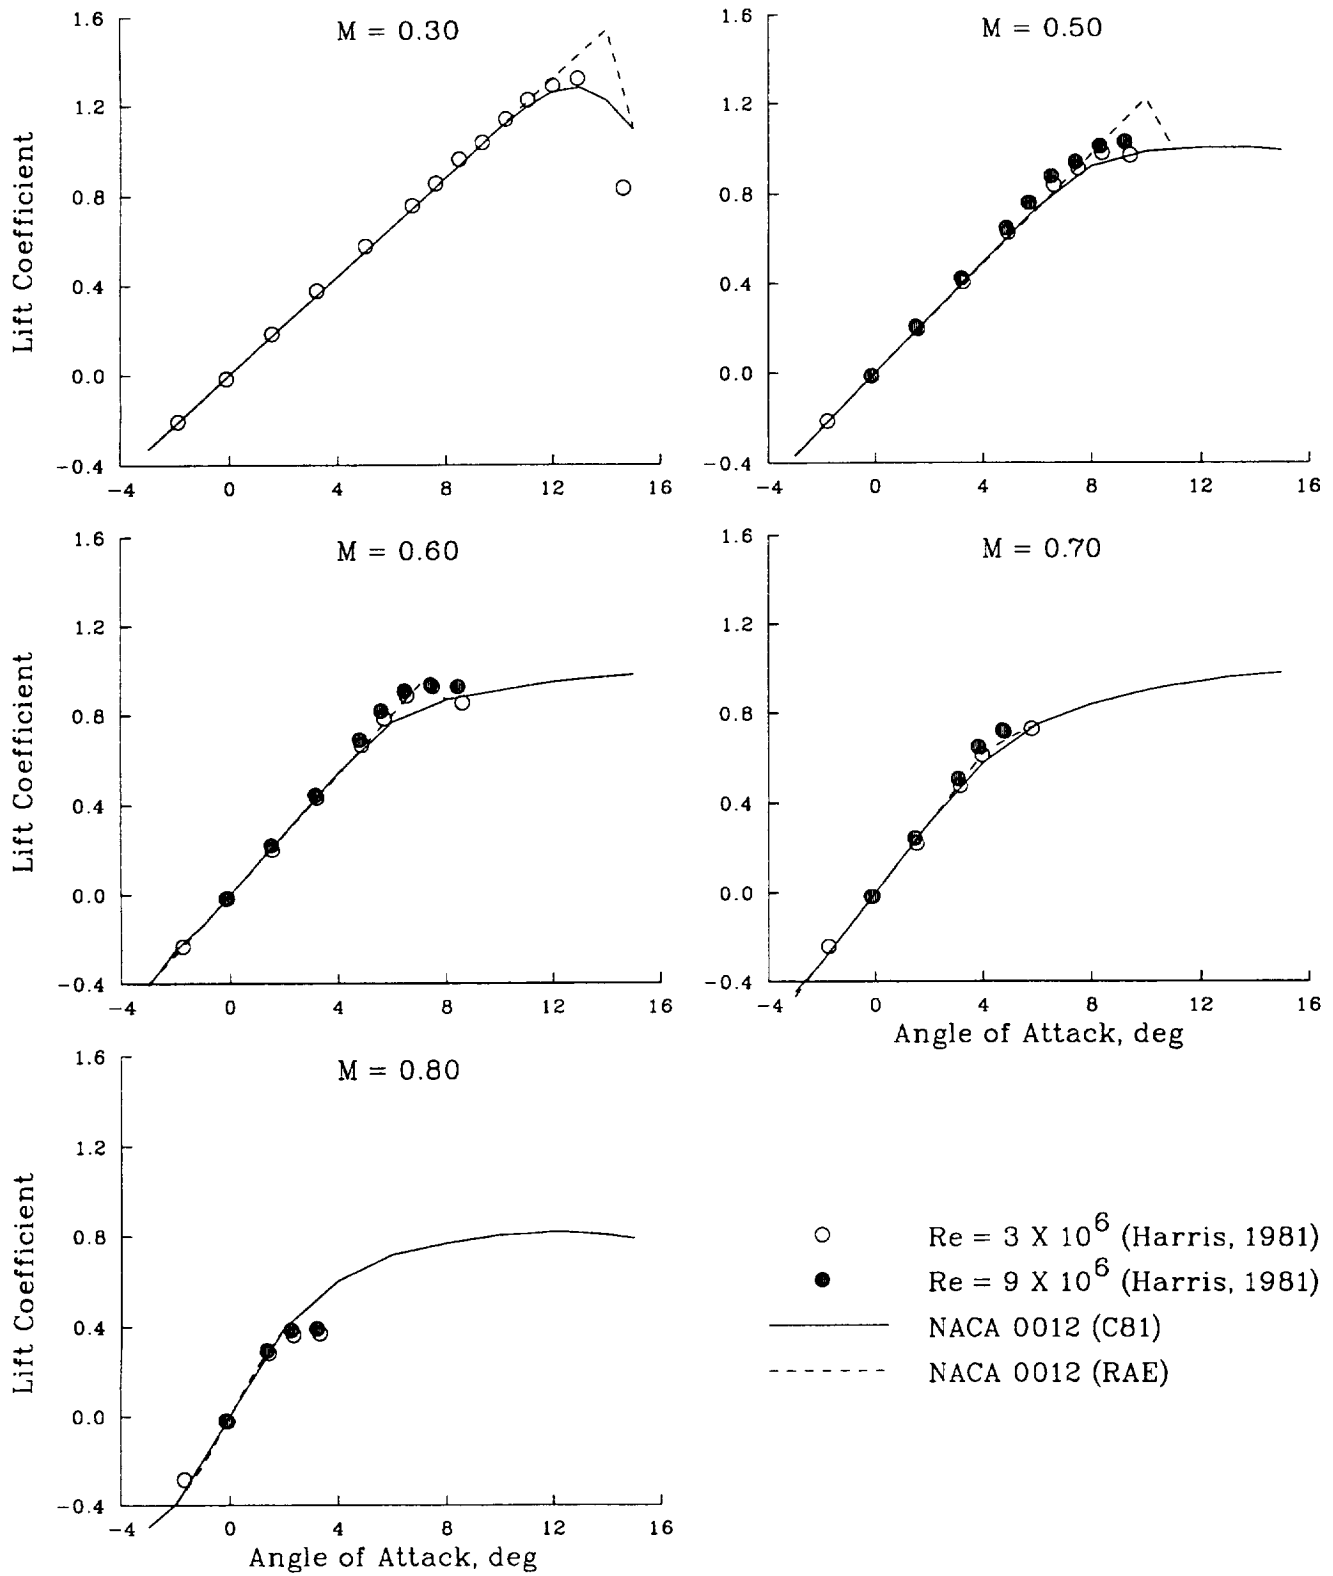 M = 0.30
1.6
1.2
0.8
0.4
0.0
−0.4
Lift Coefficient
−4 0 4 8 12 16
M = 0.50
1.6
1.2
0.8
0.4
0.0
−0.4
−4 0 4 8 12 16
M = 0.60
1.6
1.2
0.8
0.4
0.0
−0.4
Lift Coefficient
−4 0 4 8 12 16
M = 0.70
1.6
1.2
0.8
0.4
0.0
−0.4
−4 0 4 8 12 16
Angle of Attack, deg
M = 0.80
1.6
1.2
0.8
0.4
0.0
−0.4
Lift Coefficient
−4 0 4 8 12 16
Angle of Attack, deg
Re = 3 X 10^6 (Harris, 1981)
Re = 9 X 10^6 (Harris, 1981)
NACA 0012 (C81)
NACA 0012 (RAE)